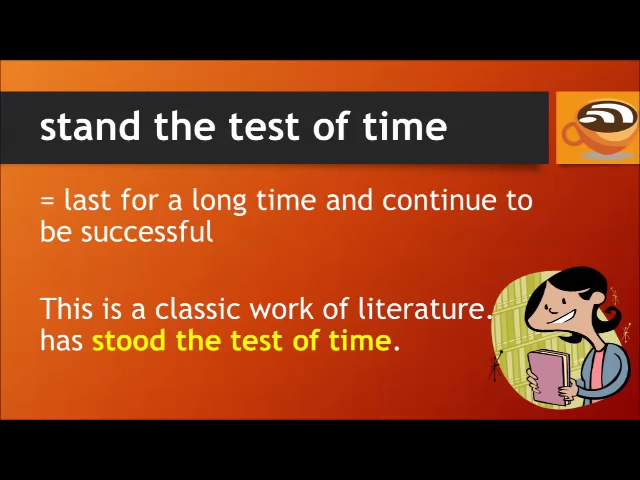 stand the test of time
= last for a long time and continue to
be successful
This is a classic work of literature.
has stood the test of time.